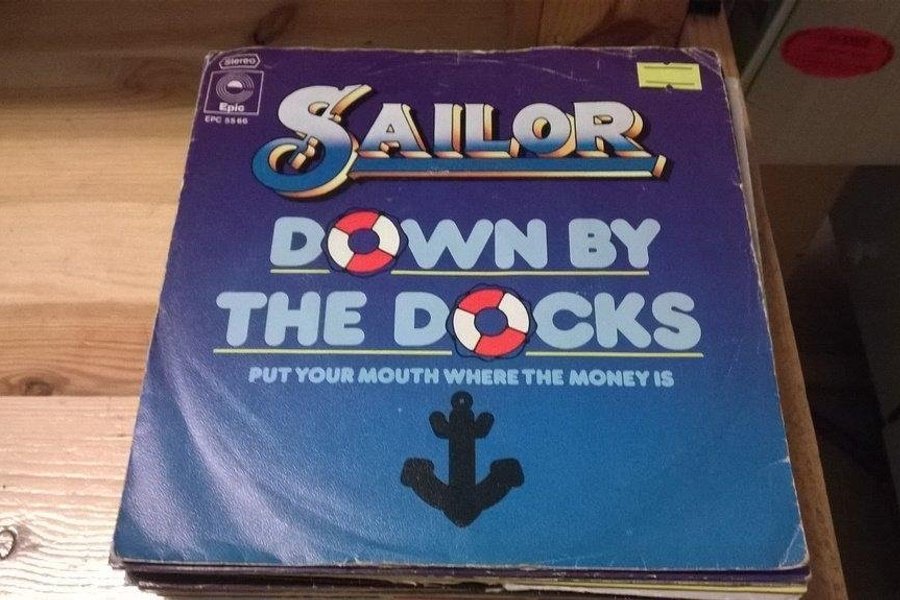 Stereo
Epic
EPC 5566
SAILOR
DOWN BY
THE DOCKS
PUT YOUR MOUTH WHERE THE MONEY IS